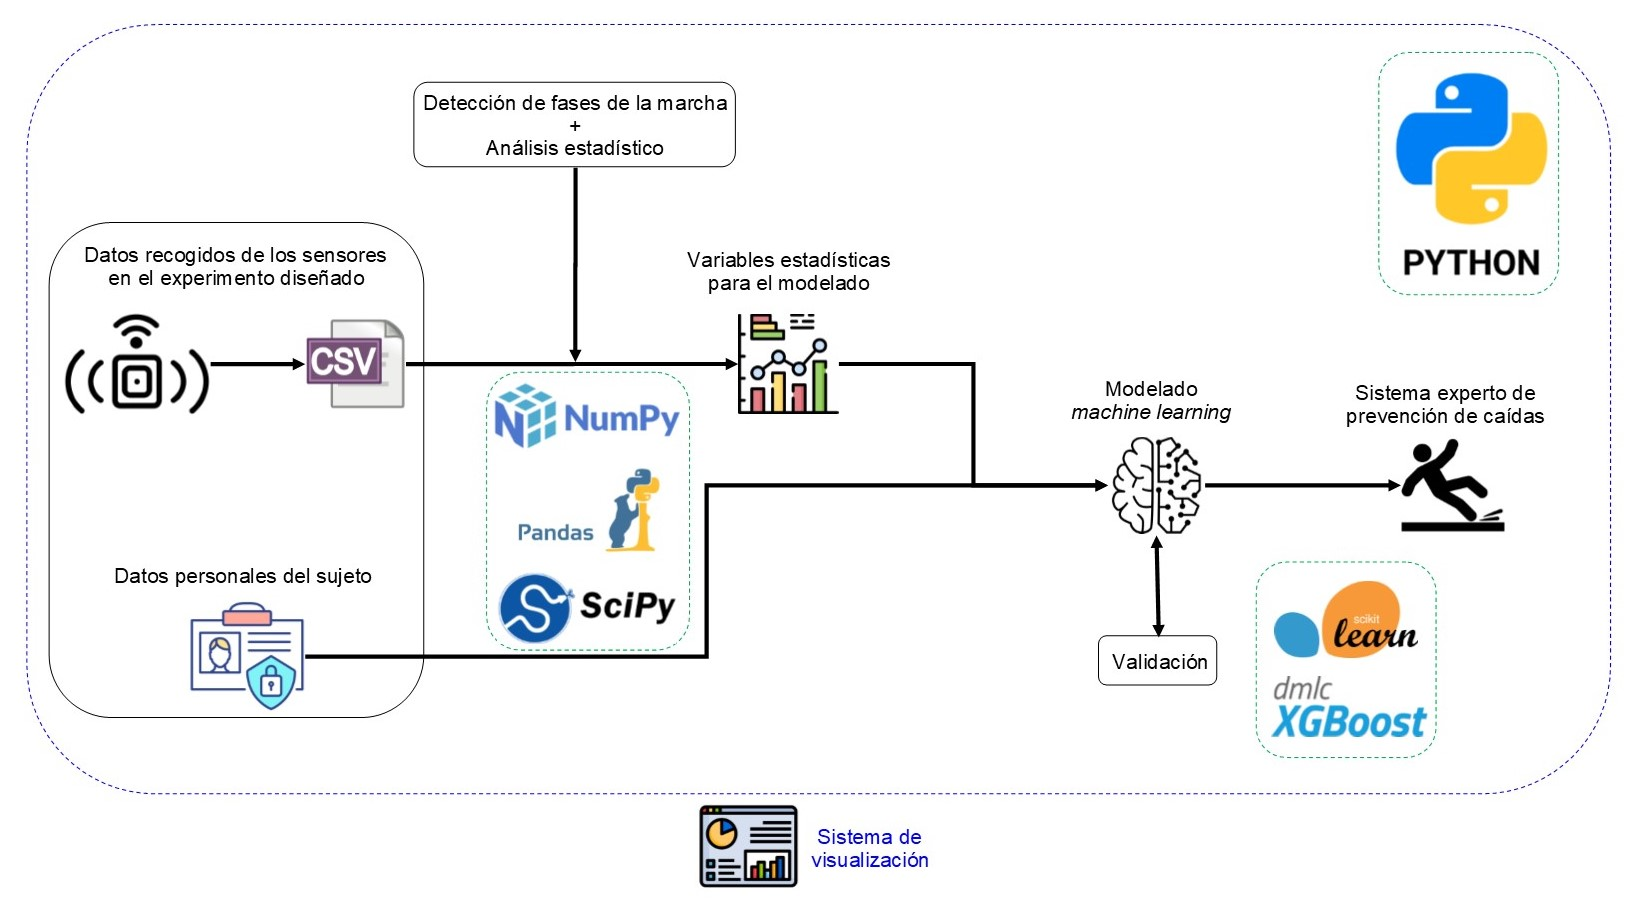 Detección de fases de la marcha
+
Análisis estadístico
PYTHON
Datos recogidos de los sensores
en el experimento diseñado
CSV
Variables estadísticas
para el modelado
NumPy
Pandas
SciPy
Modelado
machine learning
Sistema experto de
prevención de caídas
Datos personales del sujeto
Validación
scikit
learn
dmlc
XGBoost
Sistema de
visualización